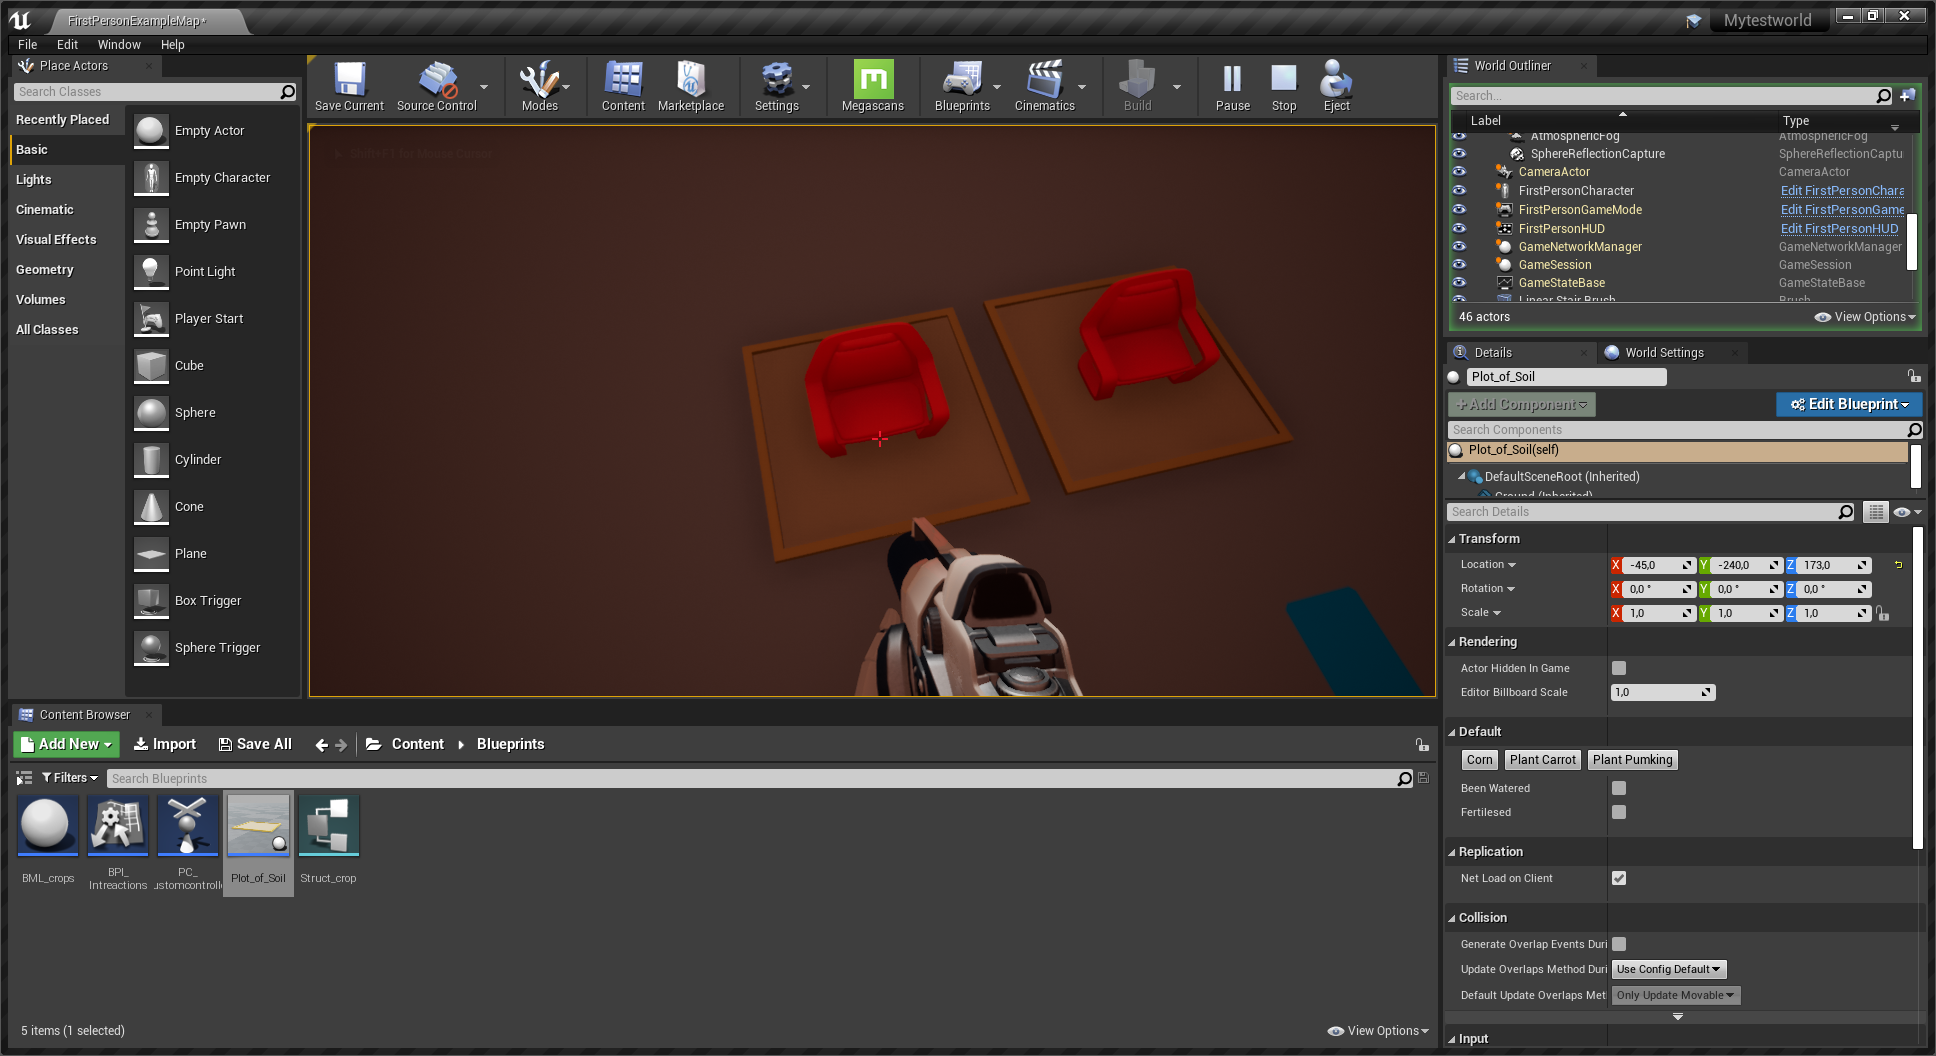 FirstPersonExampleMap*
Mytestworld
File Edit Window Help
Place Actors
Search Classes
Recently Placed
Basic
Lights
Cinematic
Visual Effects
Geometry
Volumes
All Classes
Empty Actor
Empty Character
Empty Pawn
Point Light
Player Start
Cube
Sphere
Cylinder
Cone
Plane
Box Trigger
Sphere Trigger
Save Current
Source Control
Modes
Content
Marketplace
Settings
Megascans
Blueprints
Cinematics
Build
Pause
Stop
Eject
World Outliner
Search...
Label Type
AtmosphericFog AtmosphericFog
SphereReflectionCapture SphereReflectionCaptu
CameraActor CameraActor
FirstPersonCharacter Edit FirstPersonChara
FirstPersonGameMode Edit FirstPersonGame
FirstPersonHUD Edit FirstPersonHUD
GameNetworkManager GameNetworkManager
GameSession GameSession
GameStateBase GameStateBase
Linear Stair Brush Brush
46 actors View Options
Details World Settings
Plot_of_Soil
+Add Component Edit Blueprint
Search Components
Plot_of_Soil(self)
DefaultSceneRoot (Inherited)
Ground (Inherited)
Search Details
Transform
Location X -45,0 Y -240,0 Z 173,0
Rotation X 0,0 ° Y 0,0 ° Z 0,0 °
Scale X 1,0 Y 1,0 Z 1,0
Rendering
Actor Hidden In Game
Editor Billboard Scale 1,0
Default
Corn Plant Carrot Plant Pumking
Been Watered
Fertilesed
Replication
Net Load on Client
Collision
Generate Overlap Events Duri
Update Overlaps Method Duri Use Config Default
Default Update Overlaps Met Only Update Movable
Input
Content Browser
Add New Import Save All Content Blueprints
Filters Search Blueprints
BML_crops
BPI_
Intreactions
PC_
ustomcontroll
Plot_of_Soil
Struct_crop
5 items (1 selected) View Options